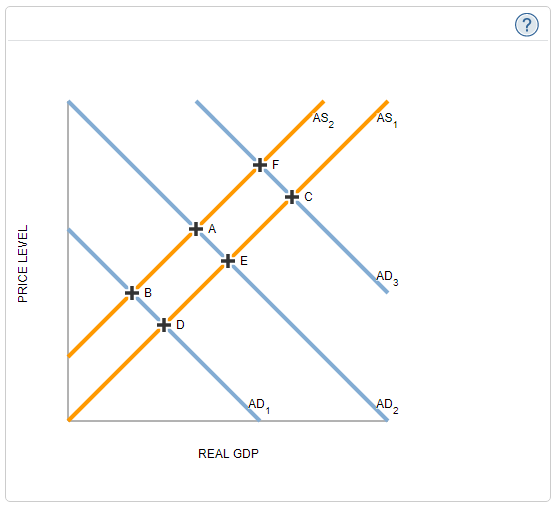 ?
AS2
AS1
F
C
A
E
AD3
B
D
AD1
AD2
PRICE LEVEL
REAL GDP